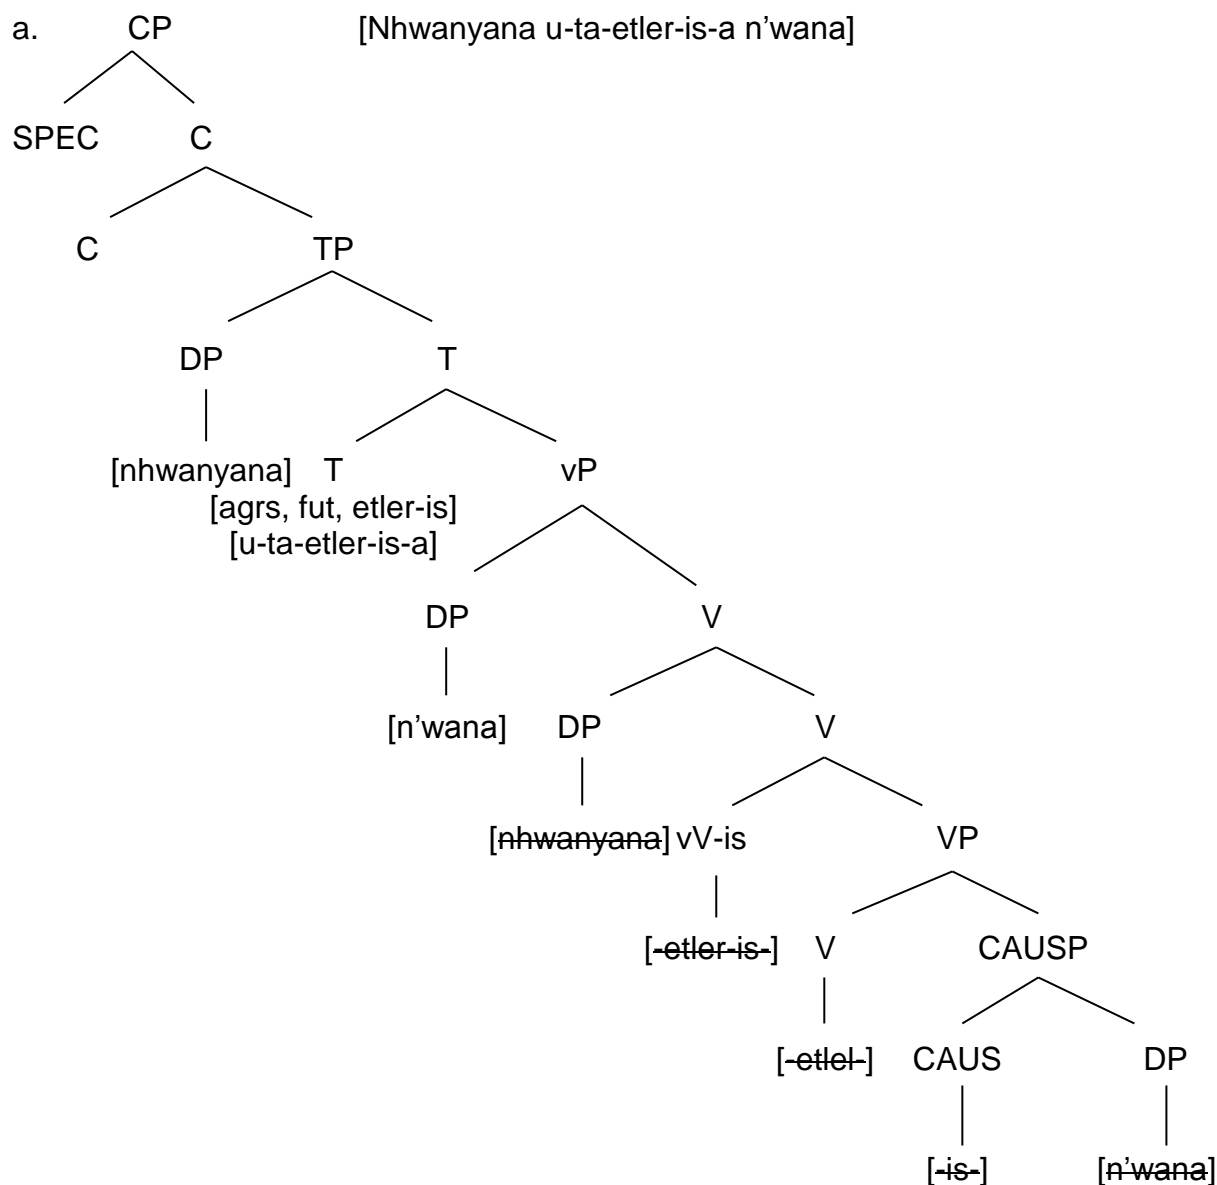 a. CP [Nhwanyana u-ta-etler-is-a n’wana]
SPEC C
C TP
DP T
[nhwanyana] T vP
[agrs, fut, etler-is]
[u-ta-etler-is-a]
DP V
[n’wana] DP V
[nhwanyana] vV-is VP
[-etler-is-] V CAUSP
[-etlel-] CAUS DP
[-is-] [n’wana]